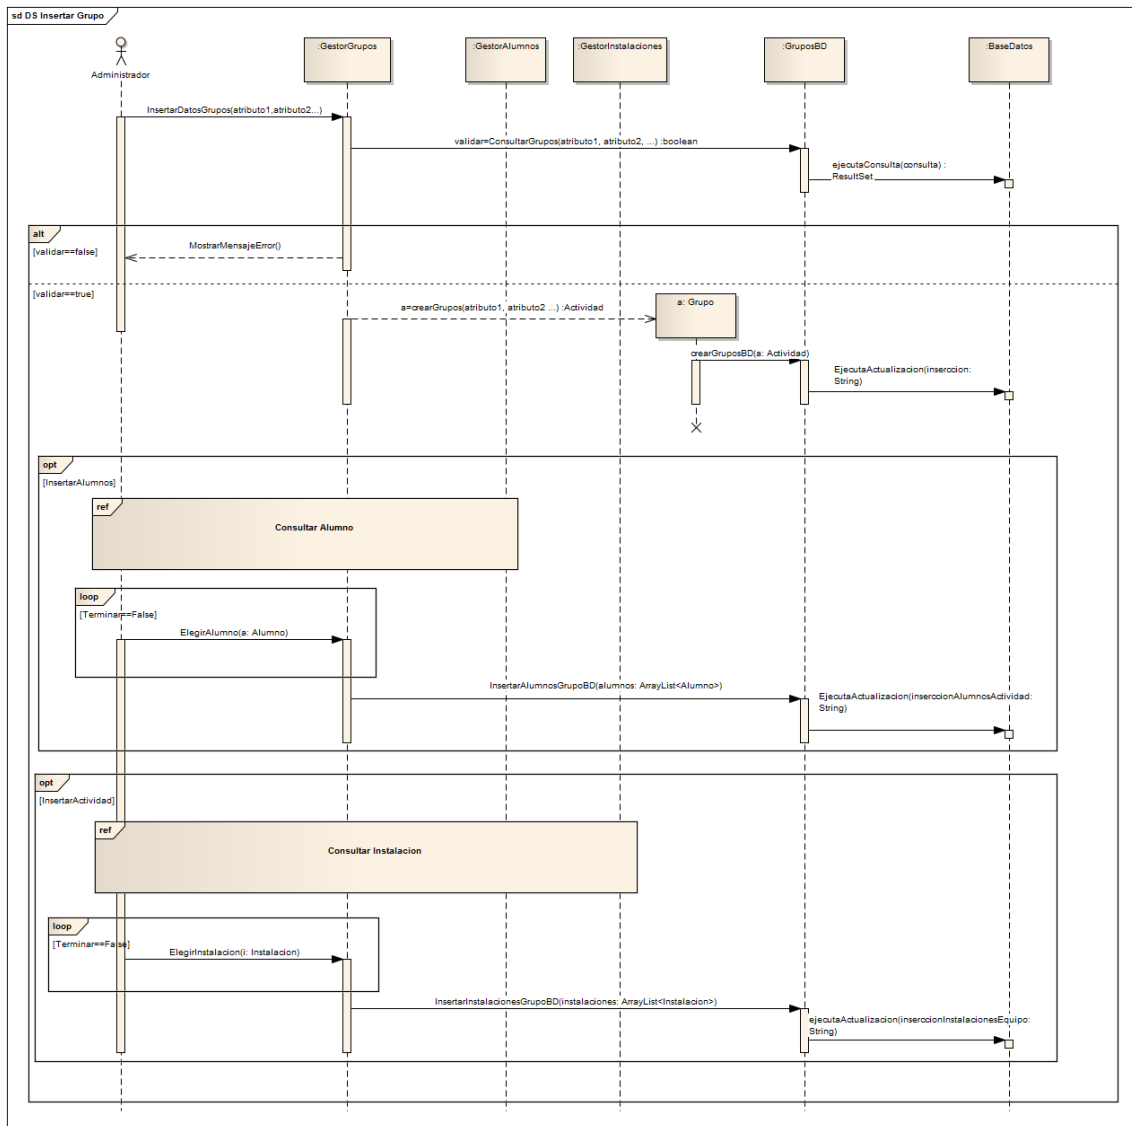 sd DS Insertar Grupo
Administrador
:GestorGrupos
:GestorAlumnos
:GestorInstalaciones
:GruposBD
:BaseDatos
InsertarDatosGrupos(atributo1,atributo2...)
validar=ConsultarGrupos(atributo1, atributo2, ...) :boolean
ejecutaConsulta(consulta) :
ResultSet
alt
[validar==false]
MostrarMensajeError()
[validar==true]
a=crearGrupos(atributo1, atributo2 ...) :Actividad
a: Grupo
crearGruposBD(a: Actividad)
EjecutaActualizacion(inserccion:
String)
opt
[InsertarAlumnos]
ref
Consultar Alumno
loop
[Terminar==False]
ElegirAlumno(a: Alumno)
InsertarAlumnosGrupoBD(alumnos: ArrayList<Alumno>)
EjecutaActualizacion(inserccionAlumnosActividad:
String)
opt
[InsertarActividad]
ref
Consultar Instalacion
loop
[Terminar==False]
ElegirInstalacion(i: Instalacion)
InsertarInstalacionesGrupoBD(instalaciones: ArrayList<Instalacion>)
ejecutaActualizacion(inserccionInstalacionesEquipo:
String)